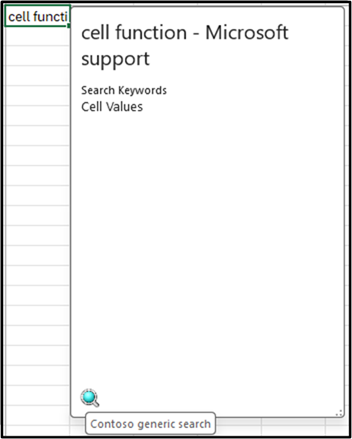 cell functi
cell function - Microsoft
support
Search Keywords
Cell Values
Contoso generic search